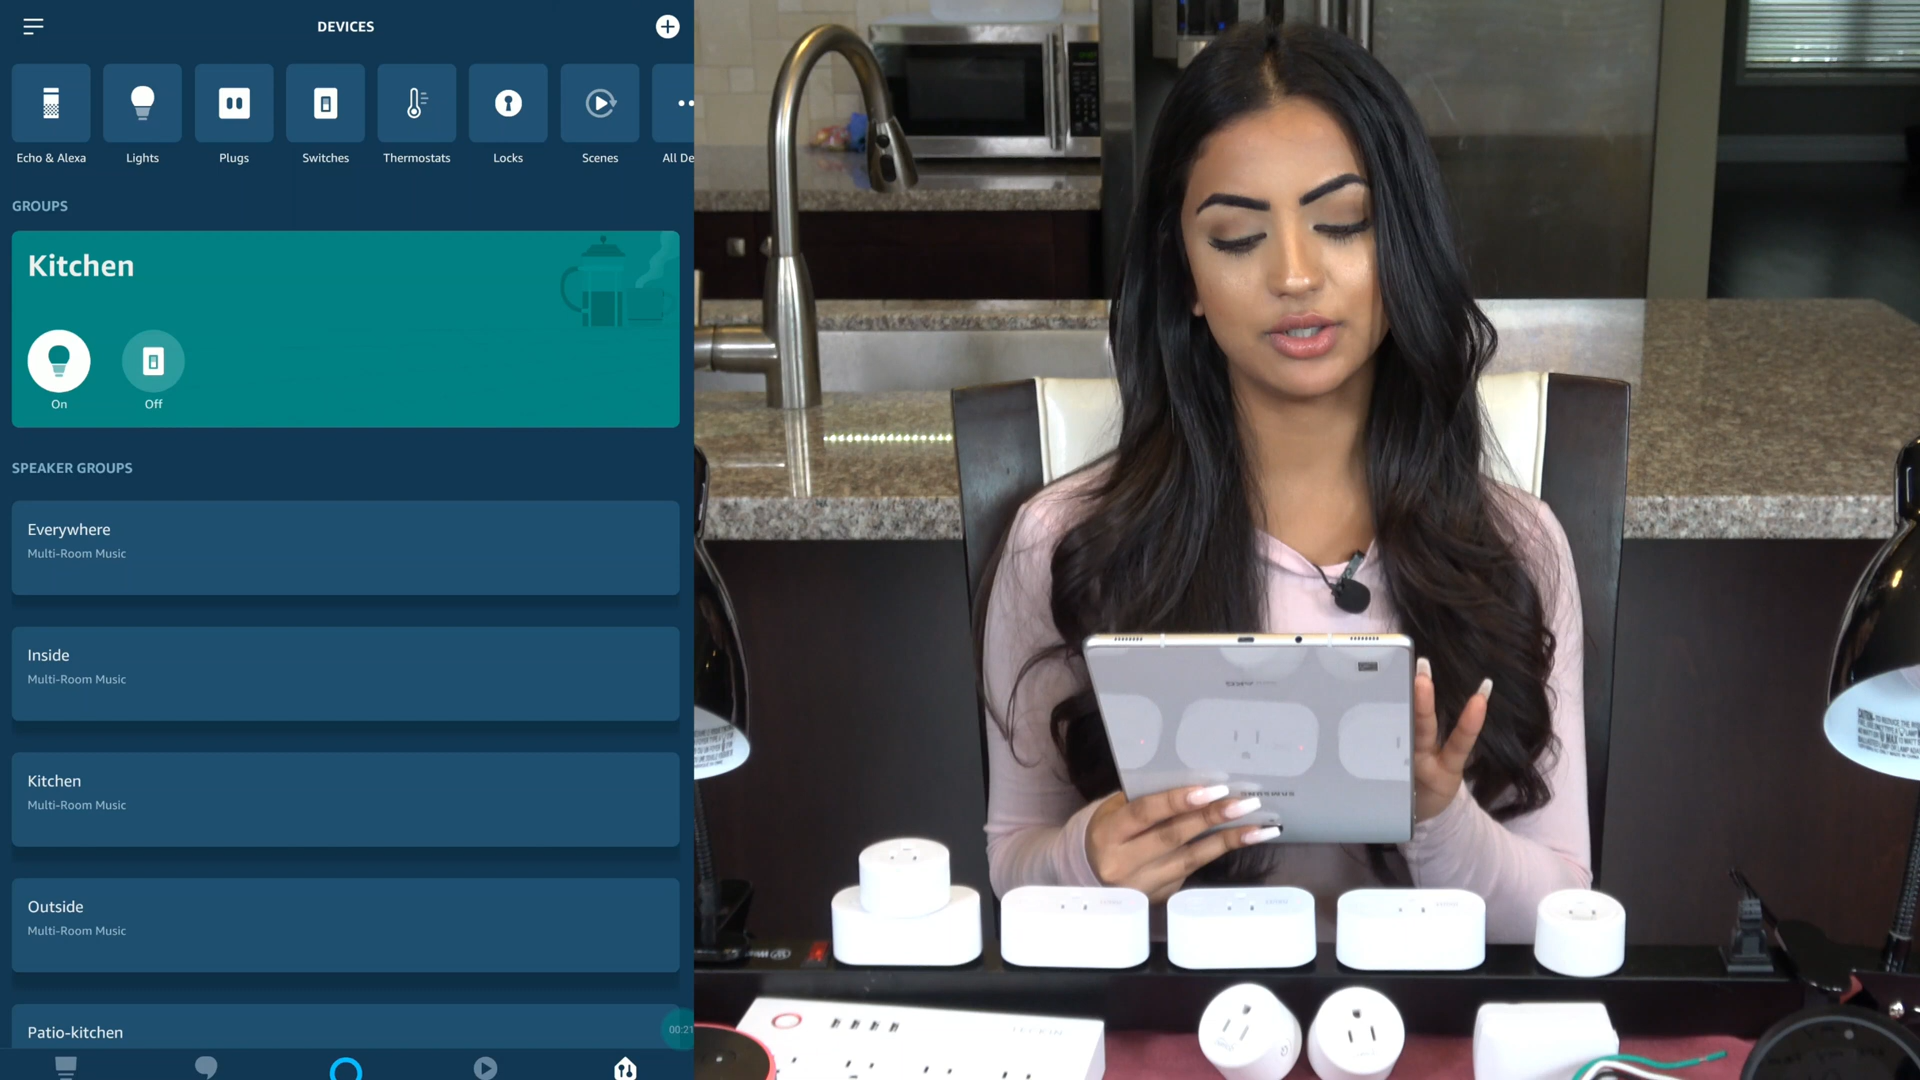 DEVICES
Echo & Alexa
Lights
Plugs
Switches
Thermostats
Locks
Scenes
All De
GROUPS
Kitchen
On
Off
SPEAKER GROUPS
Everywhere
Multi-Room Music
Inside
Multi-Room Music
Kitchen
Multi-Room Music
Outside
Multi-Room Music
Patio-kitchen
00:21
SAMSUNG